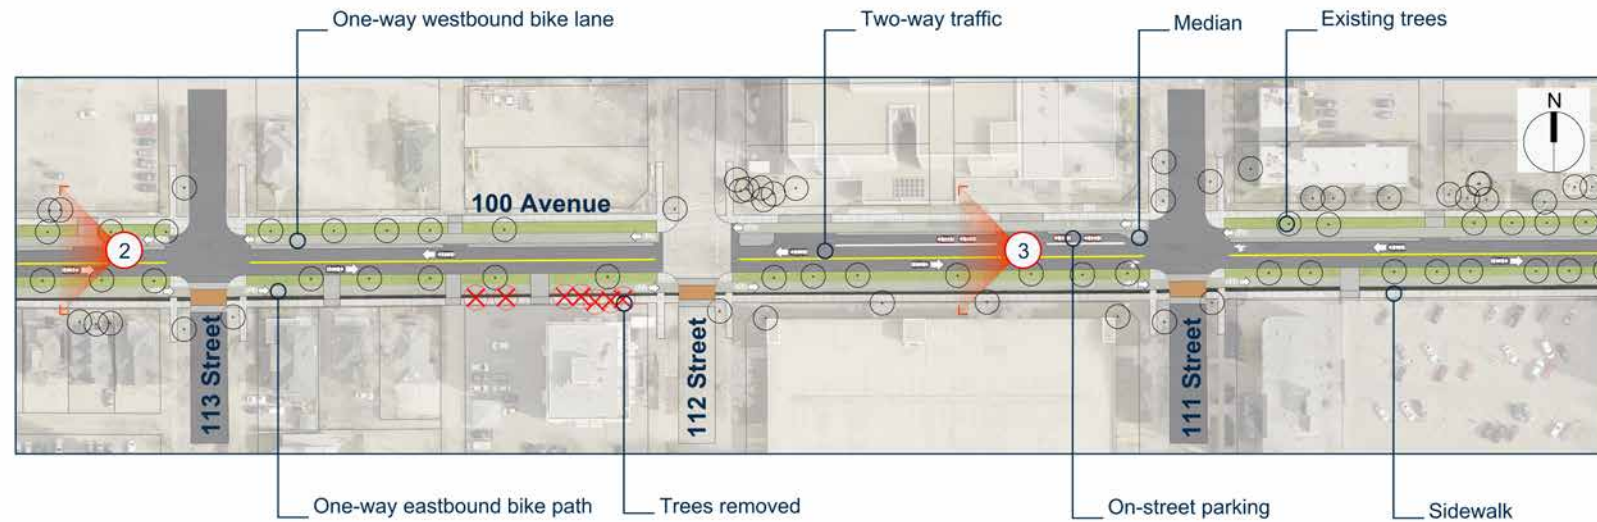 One-way westbound bike lane
Two-way traffic
Median
Existing trees
N
100 Avenue
2
3
113 Street
112 Street
111 Street
One-way eastbound bike path
Trees removed
On-street parking
Sidewalk